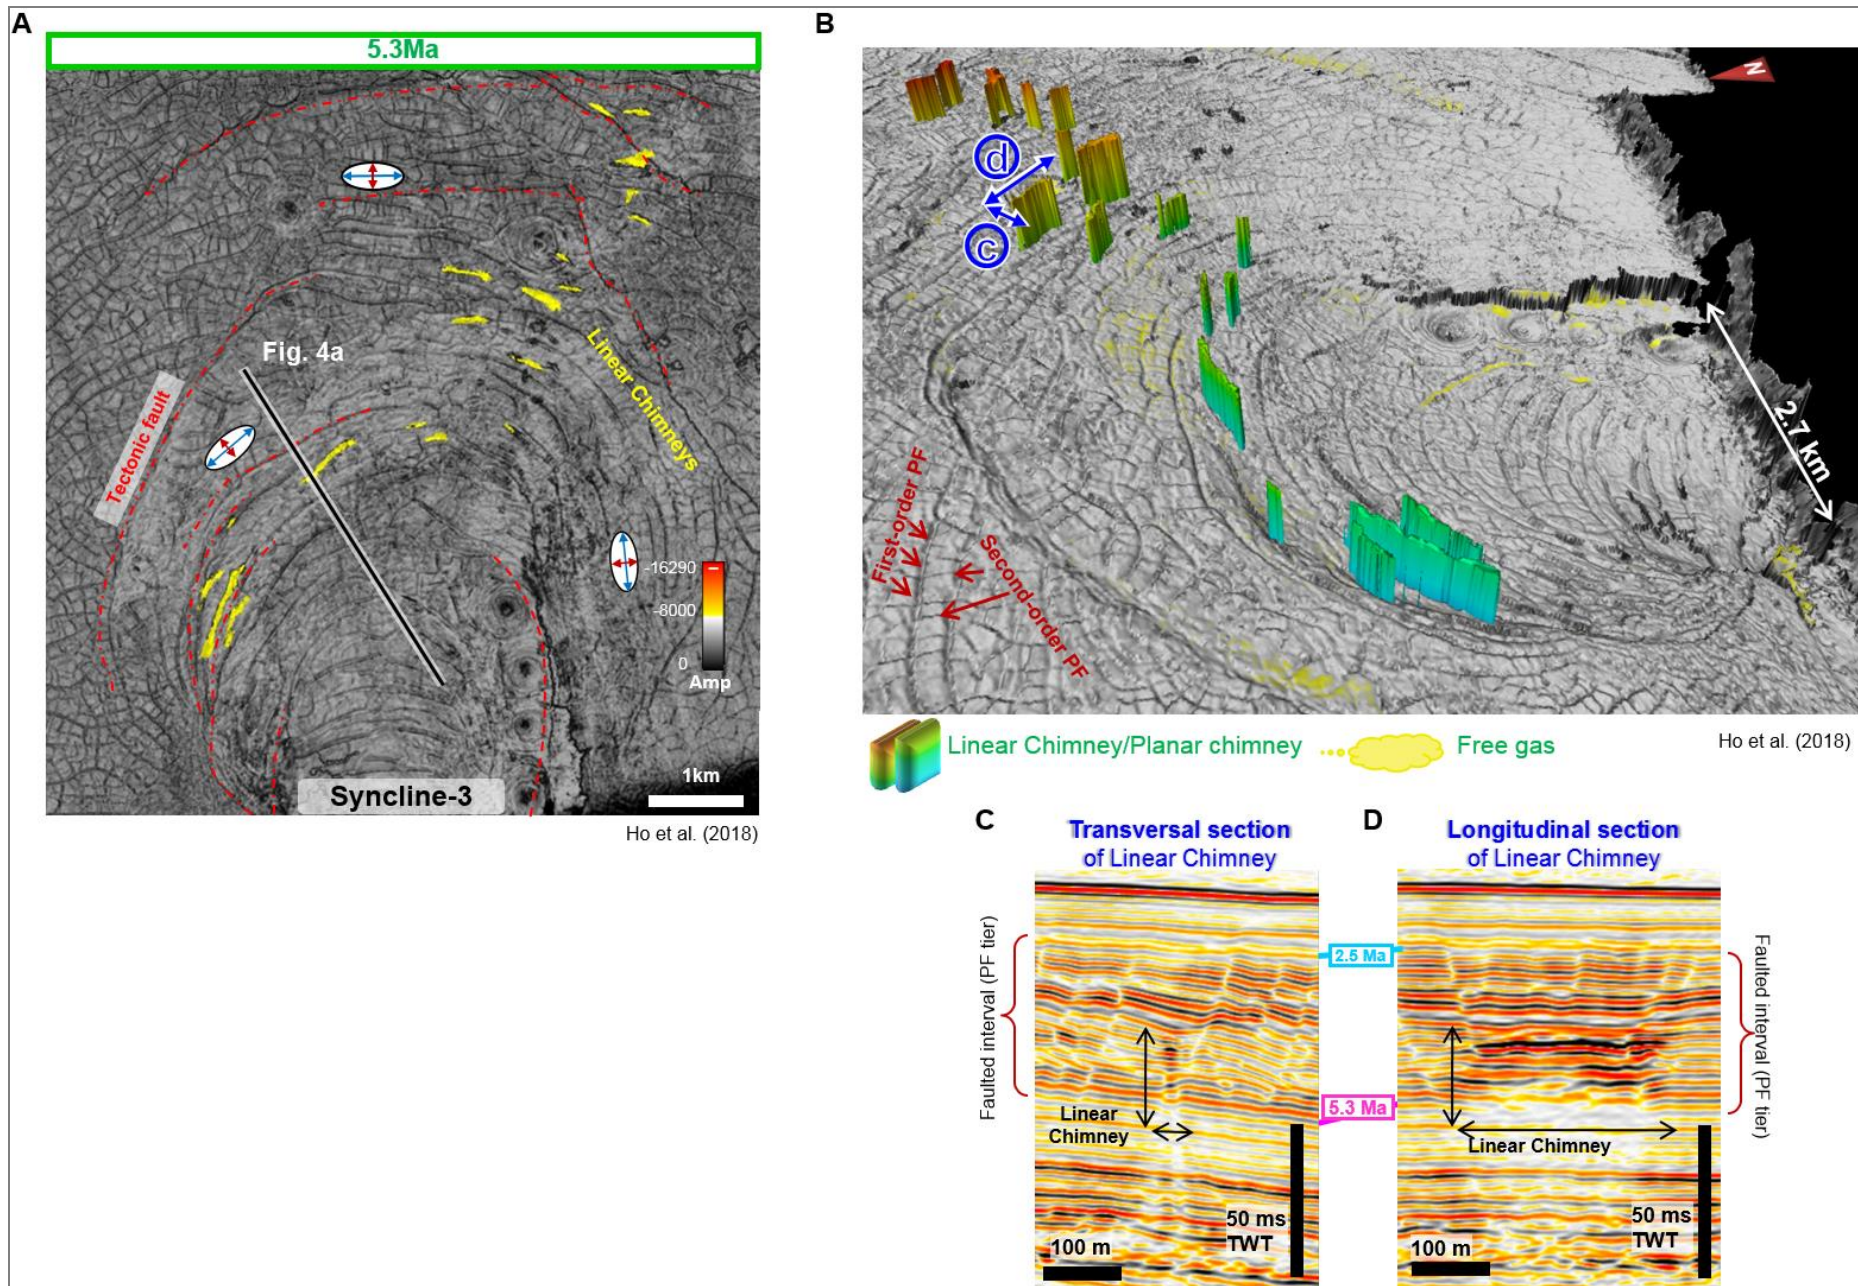 A
5.3Ma
Fig. 4a
Linear Chimneys
Tectonic fault
-16290
-8000
0
Amp
1km
Syncline-3
Ho et al. (2018)
B
N
d
c
2.7 km
First-order PF
Second-order PF
Linear Chimney/Planar chimney
Free gas
Ho et al. (2018)
C
Transversal section
of Linear Chimney
Faulted interval (PF tier)
Linear
Chimney
50 ms
TWT
100 m
2.5 Ma
5.3 Ma
D
Longitudinal section
of Linear Chimney
Faulted interval (PF tier)
Linear Chimney
50 ms
TWT
100 m